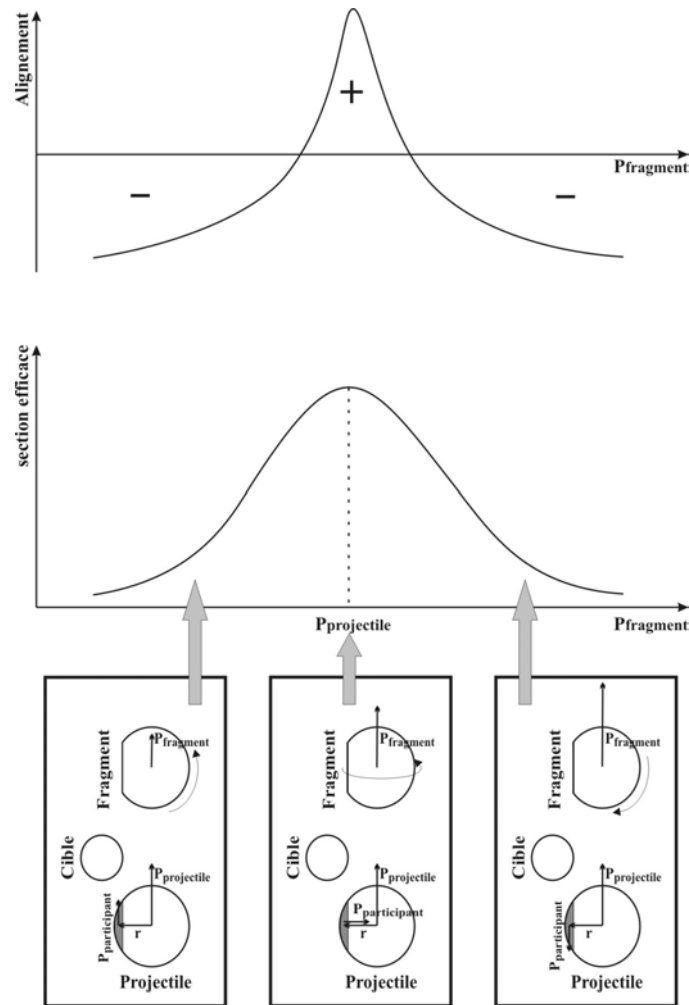 Alignement
+
Pfragment
−
−
section efficace
Pprojectile
Pfragment
Fragment
Pfragment
Cible
Pprojectile
Pparticipant
r
Projectile
Fragment
Pfragment
Cible
Pprojectile
Pparticipant
r
Projectile
Fragment
Pfragment
Cible
Pprojectile
Pparticipant
r
Projectile